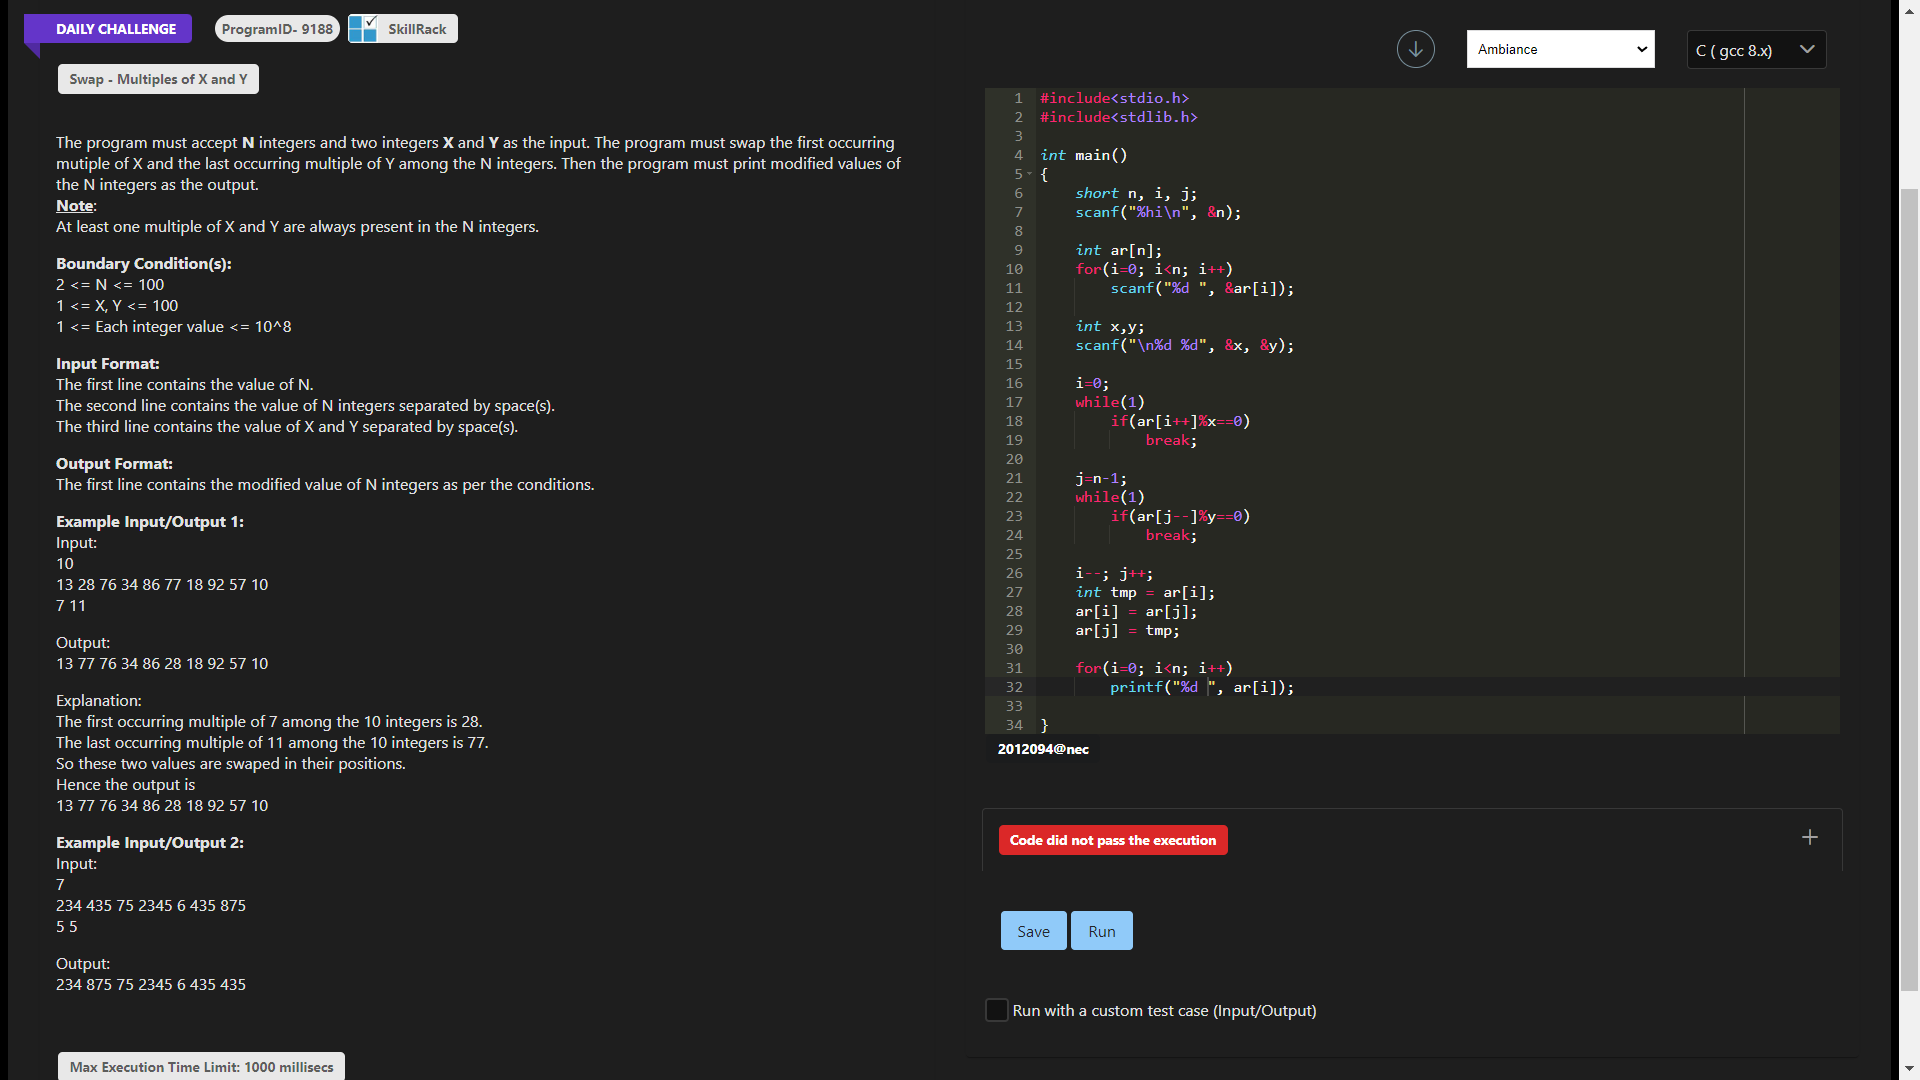 DAILY CHALLENGE
ProgramID- 9188
SkillRack
Swap - Multiples of X and Y
The program must accept N integers and two integers X and Y as the input. The program must swap the first occurring
mutiple of X and the last occurring multiple of Y among the N integers. Then the program must print modified values of
the N integers as the output.
Note:
At least one multiple of X and Y are always present in the N integers.
Boundary Condition(s):
2 <= N <= 100
1 <= X, Y <= 100
1 <= Each integer value <= 10^8
Input Format:
The first line contains the value of N.
The second line contains the value of N integers separated by space(s).
The third line contains the value of X and Y separated by space(s).
Output Format:
The first line contains the modified value of N integers as per the conditions.
Example Input/Output 1:
Input:
10
13 28 76 34 86 77 18 92 57 10
7 11
Output:
13 77 76 34 86 28 18 92 57 10
Explanation:
The first occurring multiple of 7 among the 10 integers is 28.
The last occurring multiple of 11 among the 10 integers is 77.
So these two values are swaped in their positions.
Hence the output is
13 77 76 34 86 28 18 92 57 10
Example Input/Output 2:
Input:
7
234 435 75 2345 6 435 875
5 5
Output:
234 875 75 2345 6 435 435
Max Execution Time Limit: 1000 millisecs
Ambiance
C ( gcc 8.x)
1 #include<stdio.h>
2 #include<stdlib.h>
3
4 int main()
5 {
6 short n, i, j;
7 scanf("%hi\n", &n);
8
9 int ar[n];
10 for(i=0; i<n; i++)
11 scanf("%d ", &ar[i]);
12
13 int x,y;
14 scanf("\n%d %d", &x, &y);
15
16 i=0;
17 while(1)
18 if(ar[i++]%x==0)
19 break;
20
21 j=n-1;
22 while(1)
23 if(ar[j--]%y==0)
24 break;
25
26 i--; j++;
27 int tmp = ar[i];
28 ar[i] = ar[j];
29 ar[j] = tmp;
30
31 for(i=0; i<n; i++)
32 printf("%d ", ar[i]);
33
34 }
2012094@nec
Code did not pass the execution
+
Save
Run
Run with a custom test case (Input/Output)